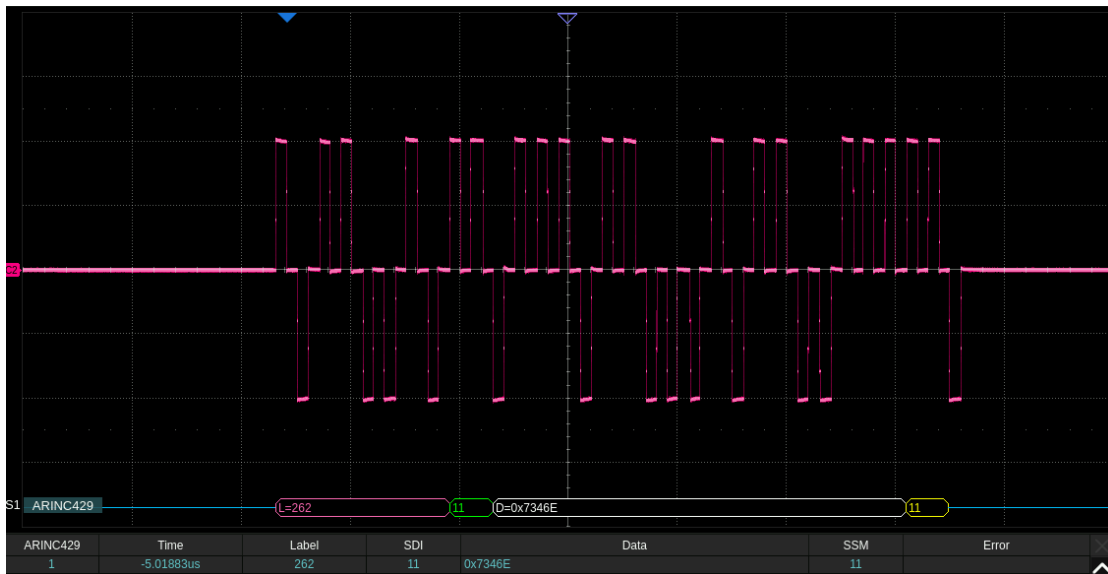 C2
S1 ARINC429 L=262 11 D=0x7346E 11
ARINC429 Time Label SDI Data SSM Error
1 -5.01883us 262 11 0x7346E 11